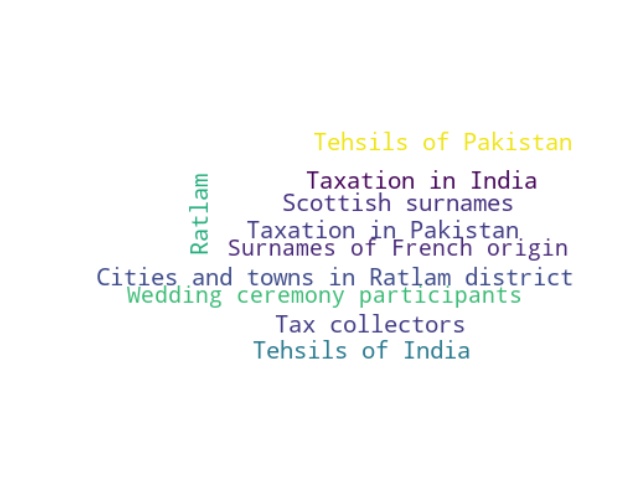 Tehsils of Pakistan
Ratlam
Taxation in India
Scottish surnames
Taxation in Pakistan
Surnames of French origin
Cities and towns in Ratlam district
Wedding ceremony participants
Tax collectors
Tehsils of India